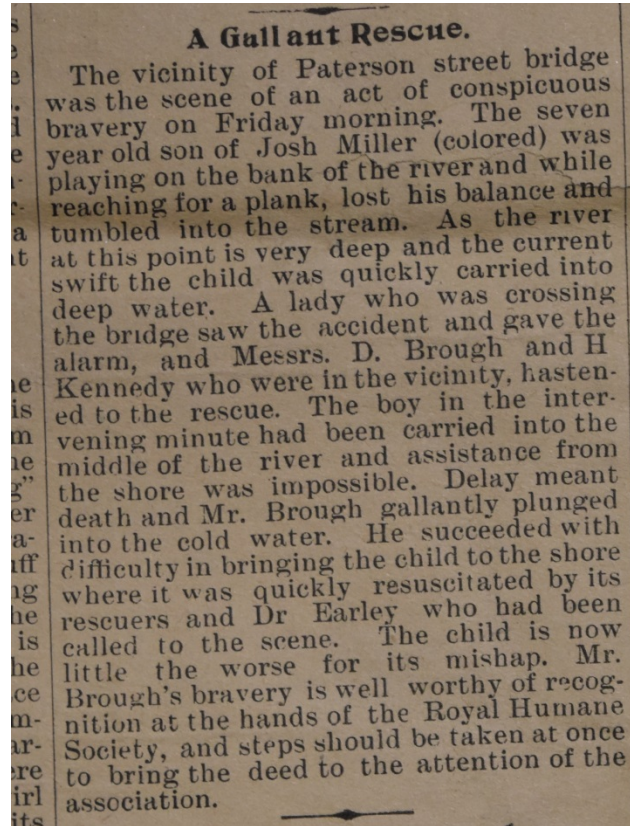 A Gallant Rescue.
The vicinity of Paterson street bridge
was the scene of an act of conspicuous
bravery on Friday morning. The seven
year old son of Josh Miller (colored) was
playing on the bank of the river and while
reaching for a plank, lost his balance and
tumbled into the stream. As the river
at this point is very deep and the current
swift the child was quickly carried into
deep water. A lady who was crossing
the bridge saw the accident and gave the
alarm, and Messrs. D. Brough and H
Kennedy who were in the vicinity, hasten-
ed to the rescue. The boy in the inter-
vening minute had been carried into the
middle of the river and assistance from
the shore was impossible. Delay meant
death and Mr. Brough gallantly plunged
into the cold water. He succeeded with
difficulty in bringing the child to the shore
where it was quickly resuscitated by its
rescuers and Dr Earley who had been
called to the scene. The child is now
little the worse for its mishap. Mr.
Brough's bravery is well worthy of recog-
nition at the hands of the Royal Humane
Society, and steps should be taken at once
to bring the deed to the attention of the
association.